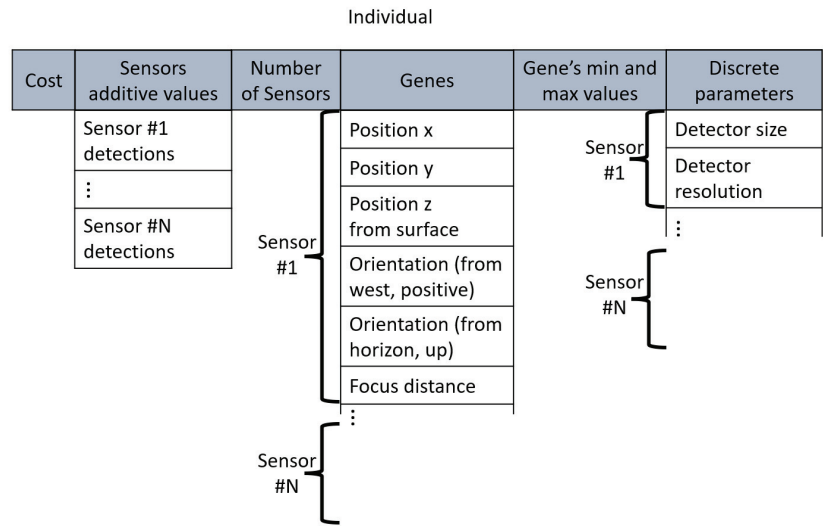 Individual
Cost
Sensors
additive values
Number
of Sensors
Genes
Gene's min and
max values
Discrete
parameters
Sensor #1
detections
⋮
Sensor #N
detections
Sensor
#1
Position x
Position y
Position z
from surface
Orientation (from
west, positive)
Orientation (from
horizon, up)
Focus distance
⋮
Sensor
#N
Sensor
#1
Detector size
Detector
resolution
⋮
Sensor
#N